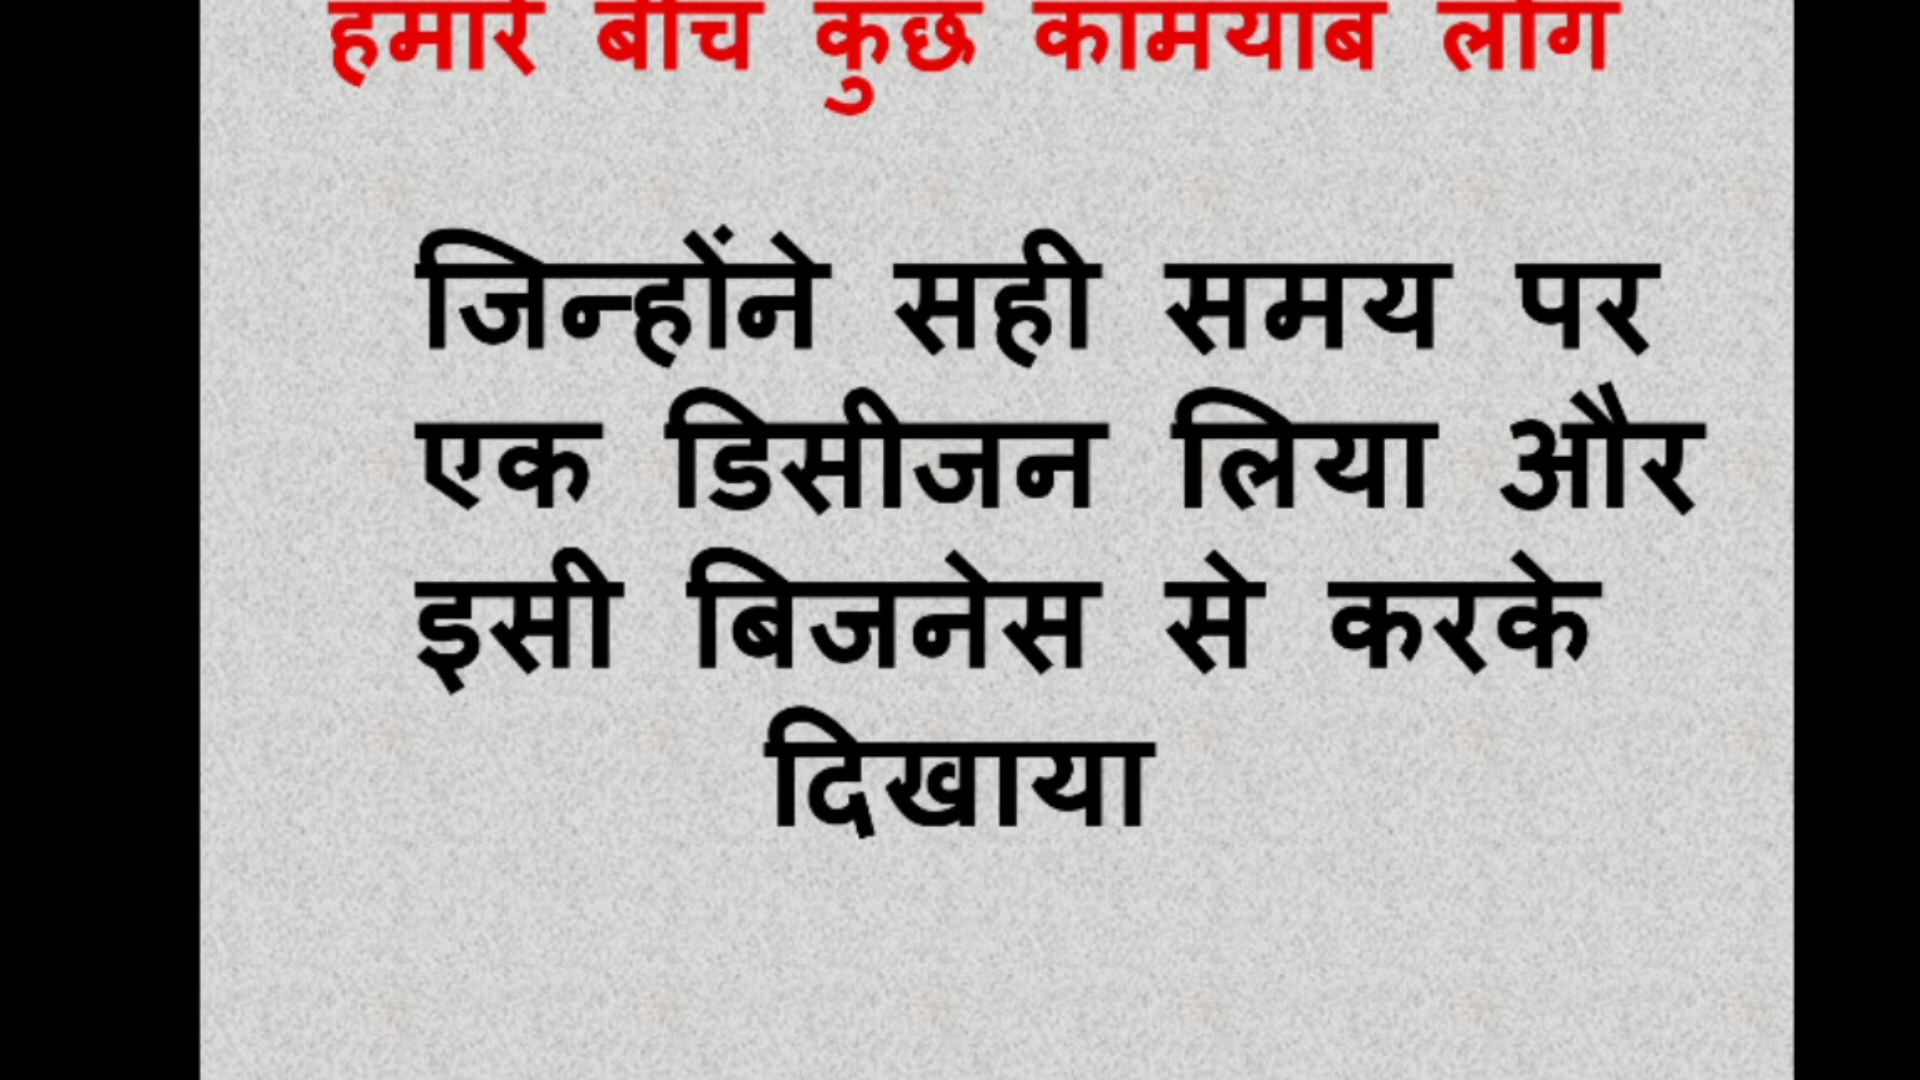 हमारे बीच कुछ कामयाब लोग
जिन्होंने सही समय पर
एक डिसीजन लिया और
इसी बिजनेस से करके
दिखाया